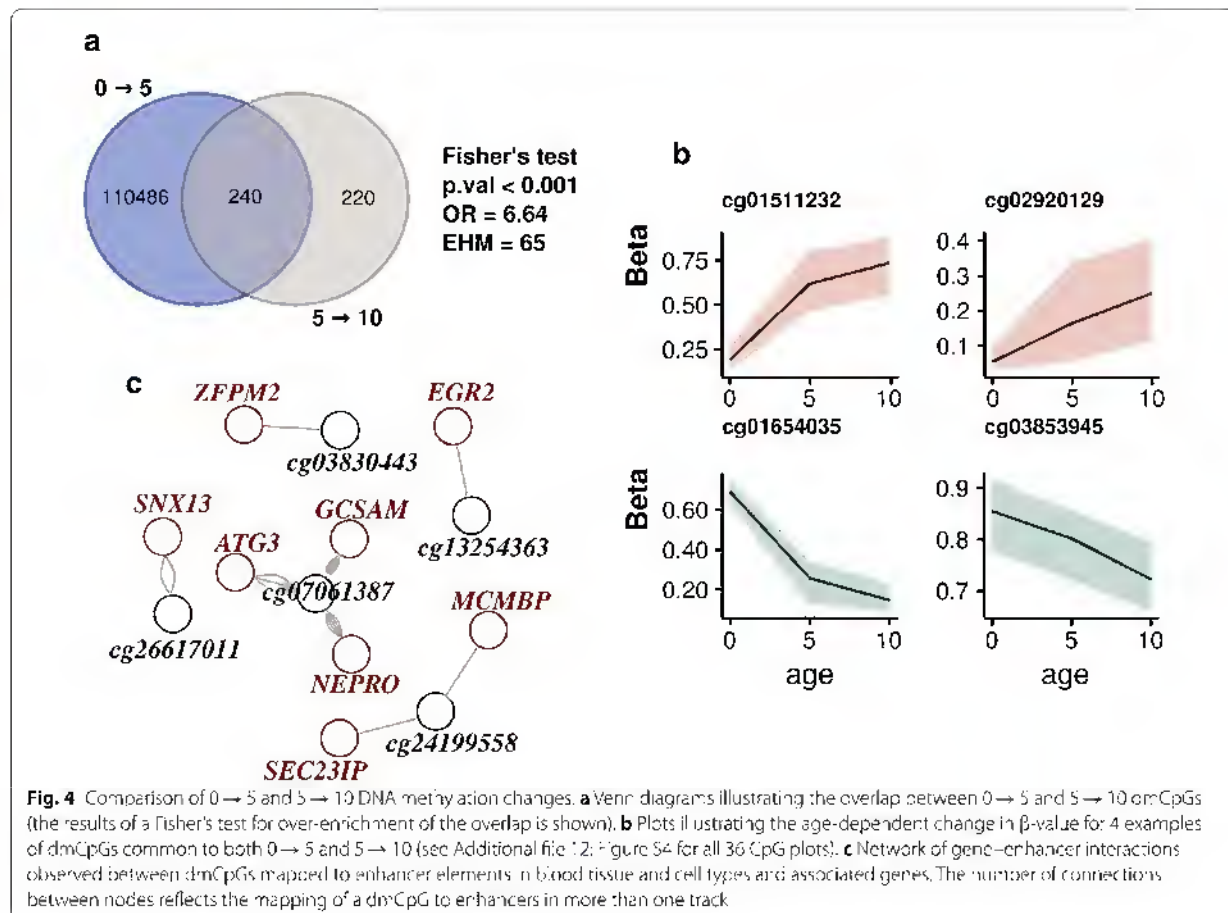 a
0 → 5
110486
240
220
5 → 10
Fisher's test
p.val < 0.001
OR = 6.64
EHM = 65
b
cg01511232
cg02920129
Beta
0.75
0.50
0.25
0 5 10
0.4
0.3
0.2
0.1
0 5 10
cg01654035
cg03853945
Beta
0.60
0.40
0.20
0 5 10
0.9
0.8
0.7
0 5 10
age
age
c
ZFPM2
cg03830443
EGR2
cg13254363
SNX13
cg26617011
ATG3
GCSAM
cg07061387
NEPRO
MCMBP
cg24199558
SEC23IP
Fig. 4 Comparison of 0 → 5 and 5 → 10 DNA methylation changes. a Venn diagrams illustrating the overlap between 0 → 5 and 5 → 10 dmCpGs
(the results of a Fisher's test for over-enrichment of the overlap is shown). b Plots illustrating the age-dependent change in β-value for 4 examples
of dmCpGs common to both 0 → 5 and 5 → 10 (see Additional file 12: Figure S4 for all 36 CpG plots). c Network of gene–enhancer interactions
observed between dmCpGs mapped to enhancer elements in blood tissue and cell types and associated genes. The number of connections
between nodes reflects the mapping of a dmCpG to enhancers in more than one track